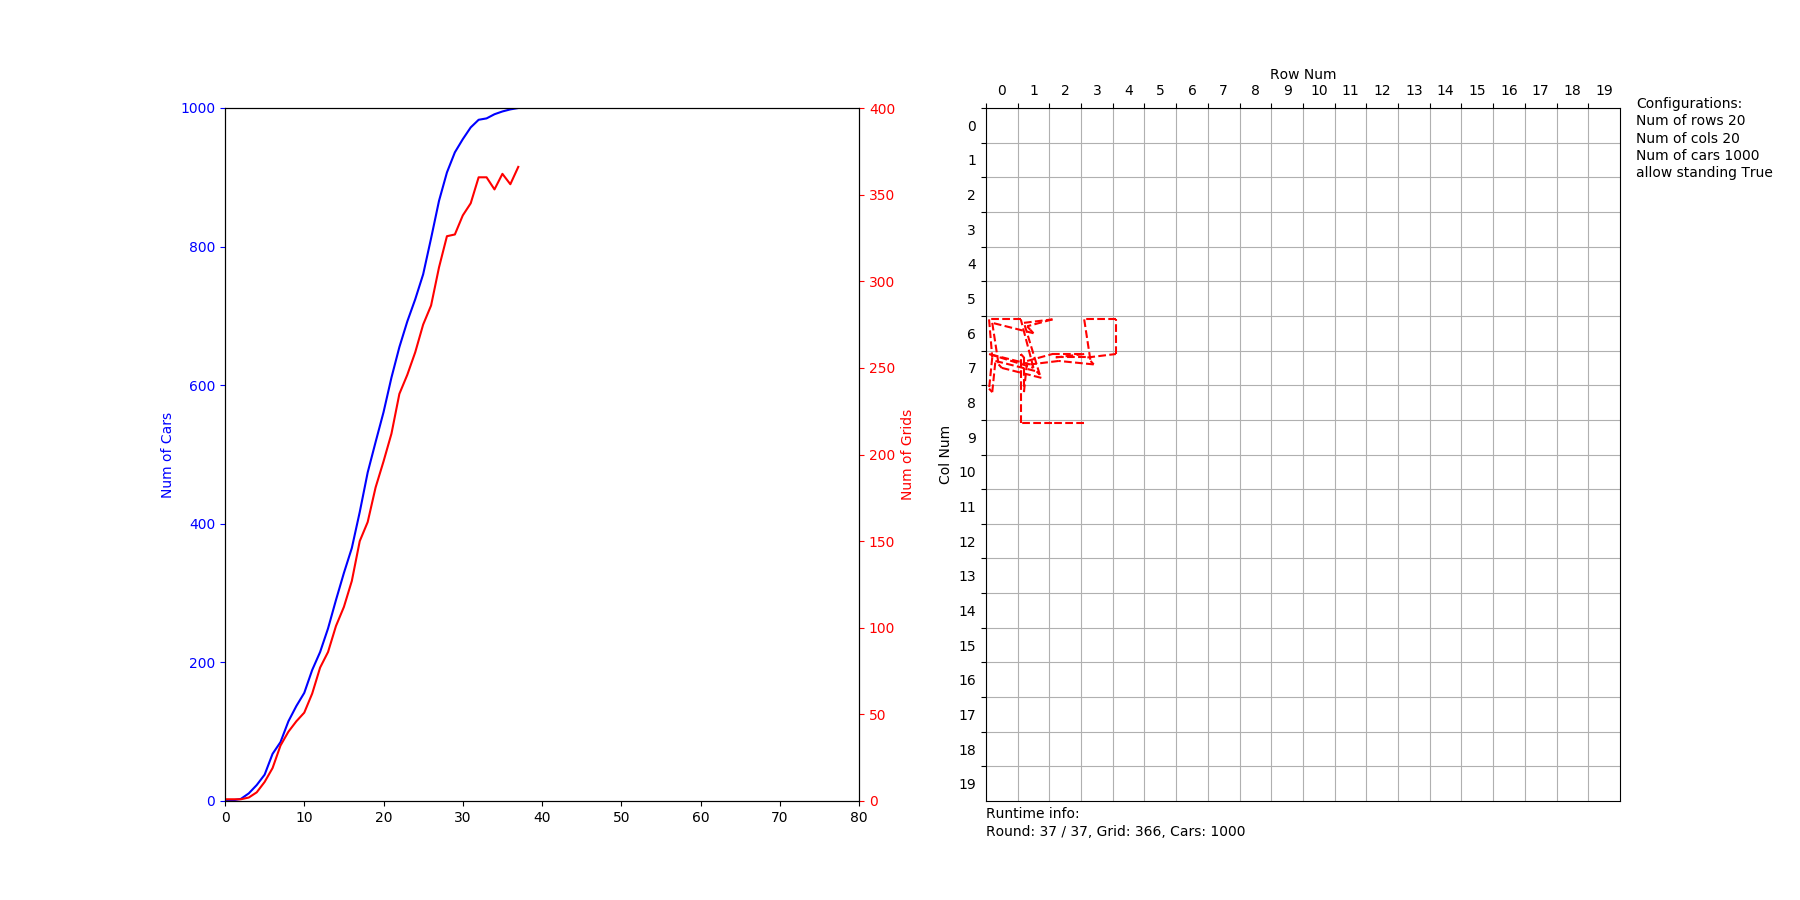 Row Num
0 1 2 3 4 5 6 7 8 9 10 11 12 13 14 15 16 17 18 19
Configurations:
Num of rows 20
Num of cols 20
Num of cars 1000
allow standing True
1000
800
600
400
200
0
Num of Cars
0 10 20 30 40 50 60 70 80
400
350
300
250
200
150
100
50
0
Num of Grids
Col Num
0
1
2
3
4
5
6
7
8
9
10
11
12
13
14
15
16
17
18
19
Runtime info:
Round: 37 / 37, Grid: 366, Cars: 1000